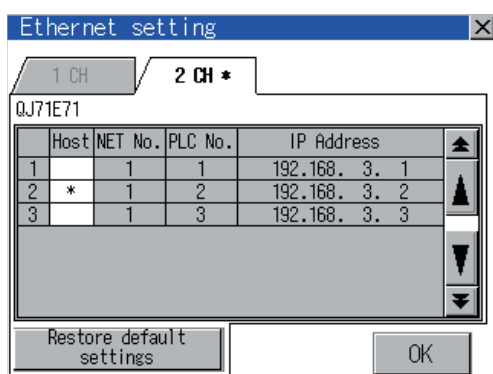 Ethernet setting
1 CH
2 CH *
QJ71E71
Host NET No. PLC No. IP Address
1 1 1 192.168. 3. 1
2 * 1 2 192.168. 3. 2
3 1 3 192.168. 3. 3
Restore default
settings
OK